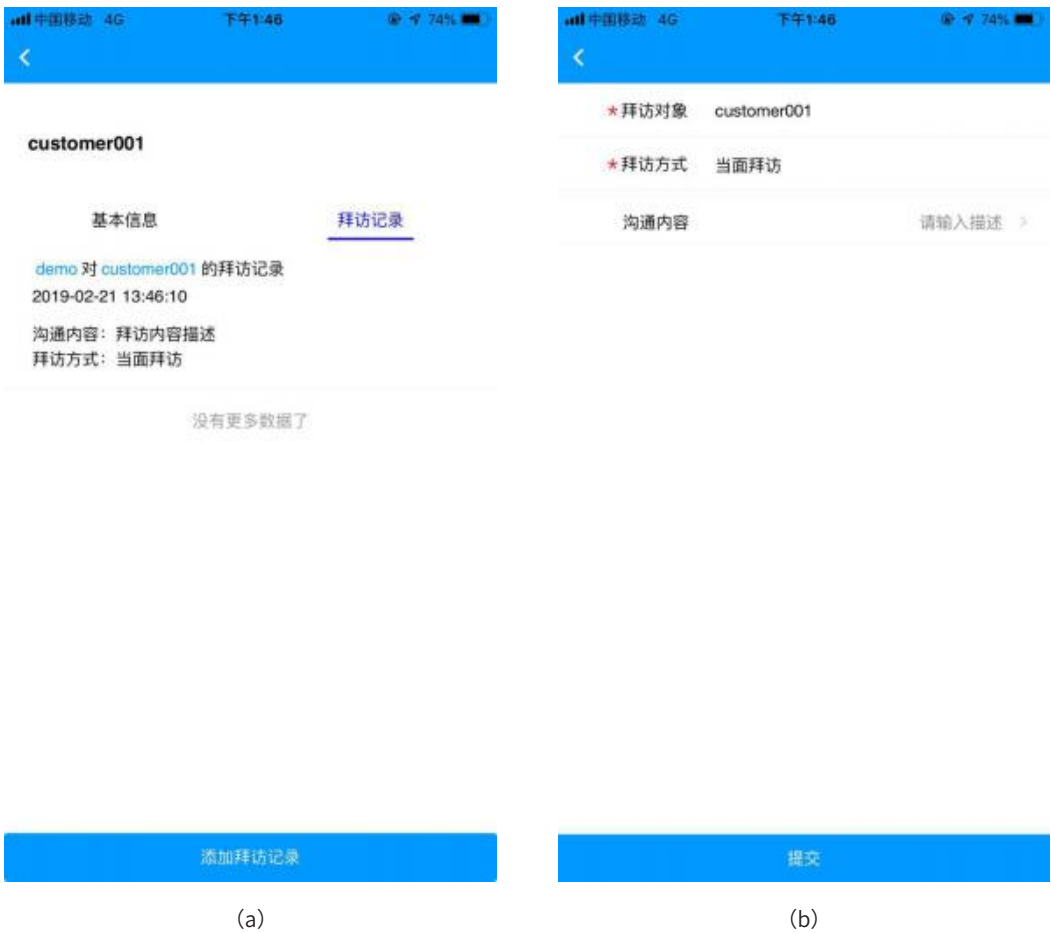 中国移动 4G 下午1:46 74%
customer001
基本信息 拜访记录
demo 对 customer001 的拜访记录
2019-02-21 13:46:10
沟通内容：拜访内容描述
拜访方式：当面拜访
没有更多数据了
添加拜访记录
(a)
中国移动 4G 下午1:46 74%
*拜访对象 customer001
*拜访方式 当面拜访
沟通内容 请输入描述 >
提交
(b)